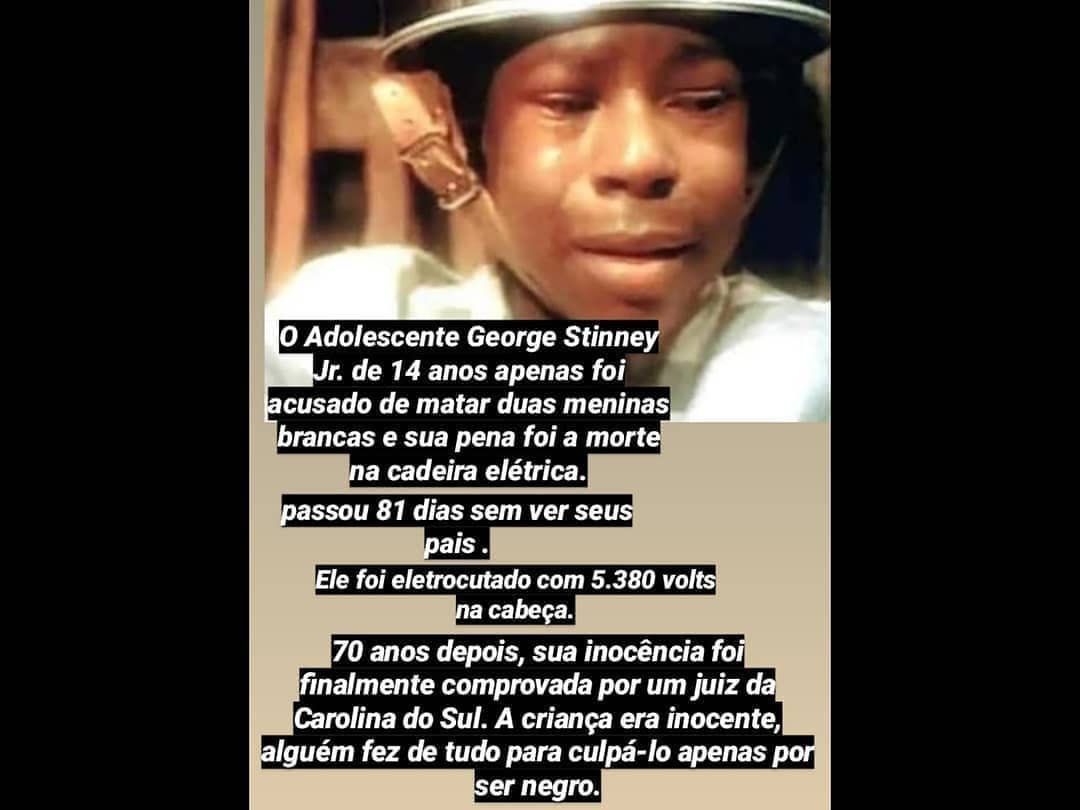 O Adolescente George Stinney
Jr. de 14 anos apenas foi
acusado de matar duas meninas
brancas e sua pena foi a morte
na cadeira elétrica.
passou 81 dias sem ver seus
pais .
Ele foi eletrocutado com 5.380 volts
na cabeça.
70 anos depois, sua inocência foi
finalmente comprovada por um juiz da
Carolina do Sul. A criança era inocente,
alguém fez de tudo para culpá-lo apenas por
ser negro.